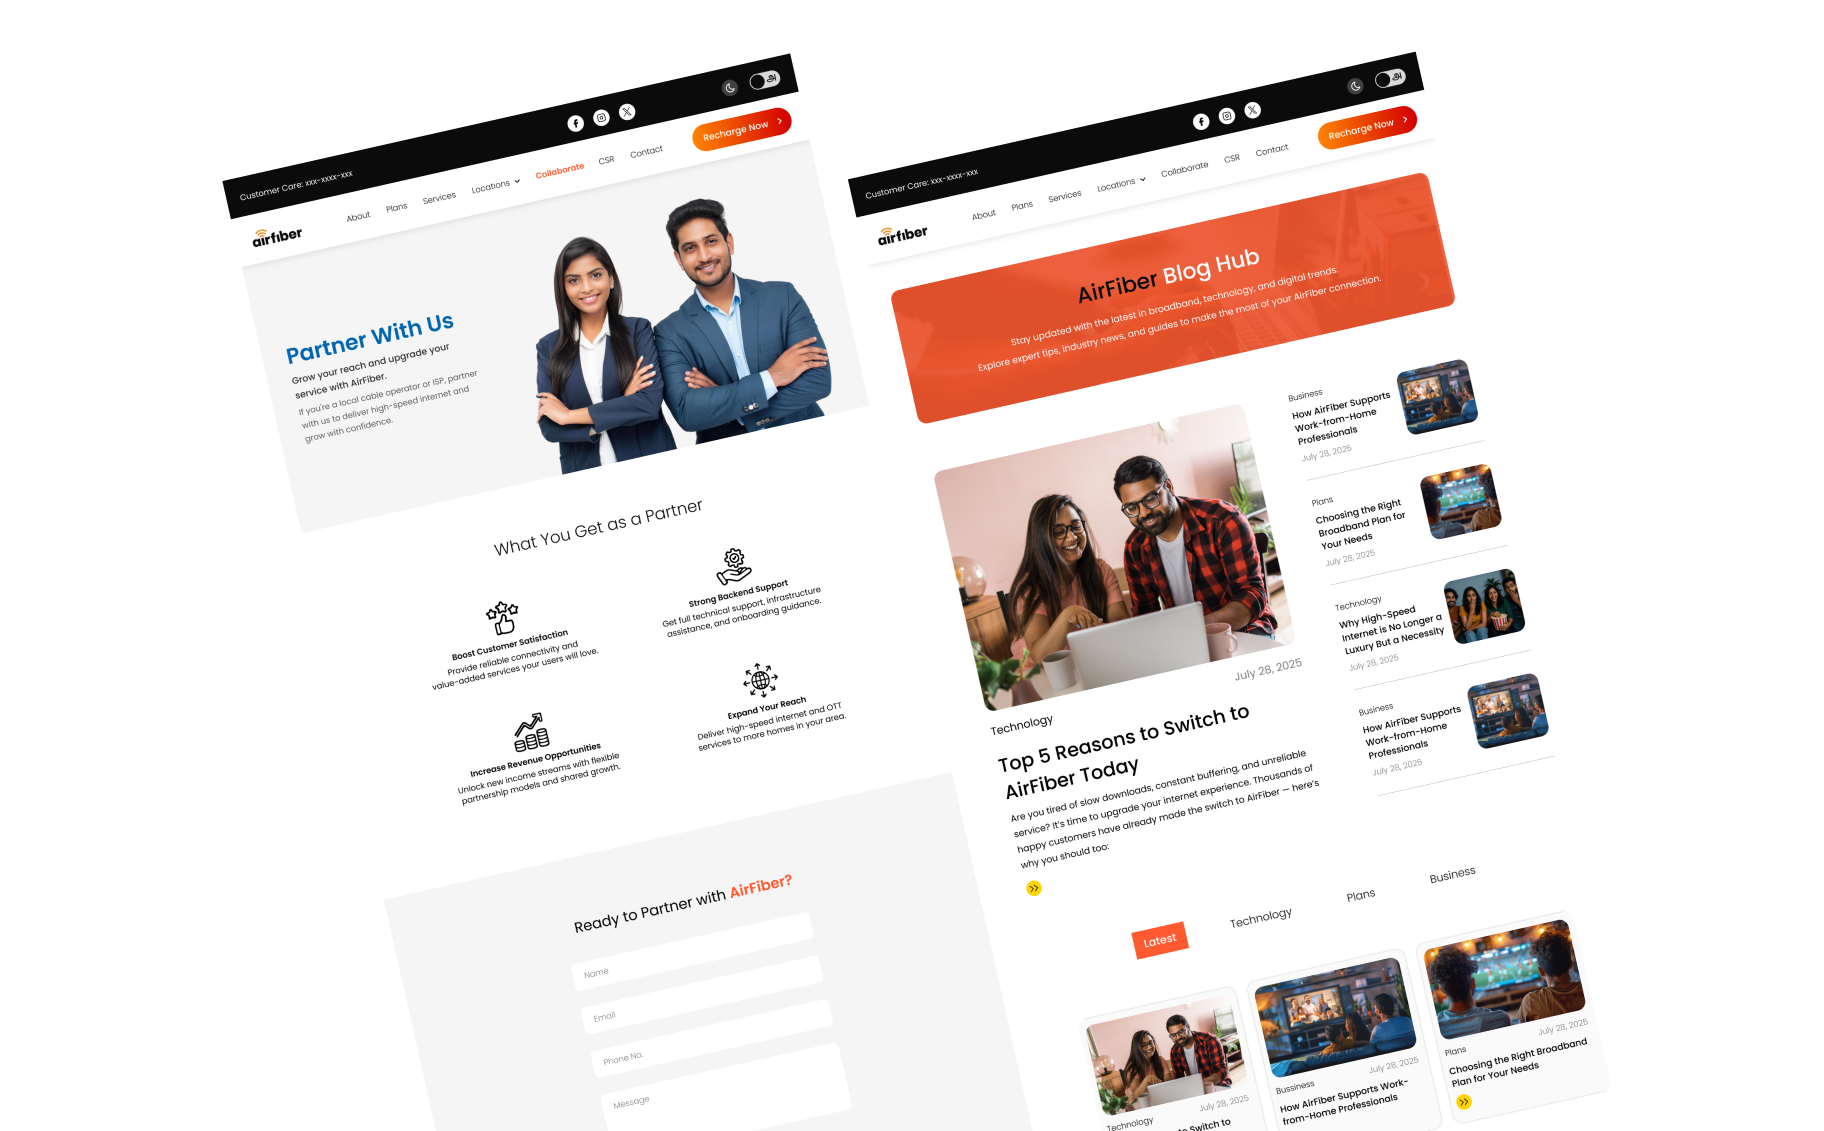 Customer Care: xxx-xxxx-xxx
அ
airfiber
About
Plans
Services
Locations
Collaborate
CSR
Contact
Recharge Now
Partner With Us
Grow your reach and upgrade your
service with AirFiber.
If you're a local cable operator or ISP, partner
with us to deliver high-speed internet and
grow with confidence.
What You Get as a Partner
Boost Customer Satisfaction
Provide reliable connectivity and
value-added services your users will love.
Strong Backend Support
Get full technical support, infrastructure
assistance, and onboarding guidance.
Increase Revenue Opportunities
Unlock new income streams with flexible
partnership models and shared growth.
Expand Your Reach
Deliver high-speed internet and OTT
services to more homes in your area.
Ready to Partner with AirFiber?
Name
Email
Phone No.
Message
Customer Care: xxx-xxxx-xxx
அ
airfiber
About
Plans
Services
Locations
Collaborate
CSR
Contact
Recharge Now
AirFiber Blog Hub
Stay updated with the latest in broadband, technology, and digital trends.
Explore expert tips, industry news, and guides to make the most of your AirFiber connection.
July 28, 2025
Technology
Top 5 Reasons to Switch to
AirFiber Today
Are you tired of slow downloads, constant buffering, and unreliable
service? It's time to upgrade your internet experience. Thousands of
happy customers have already made the switch to AirFiber — here's
why you should too:
Business
How AirFiber Supports
Work-from-Home
Professionals
July 28, 2025
Plans
Choosing the Right
Broadband Plan for
Your Needs
July 28, 2025
Technology
Why High-Speed
Internet is No Longer a
Luxury But a Necessity
July 28, 2025
Business
How AirFiber Supports
Work-from-Home
Professionals
July 28, 2025
Latest
Technology
Plans
Business
July 28, 2025
Technology
to Switch to
July 28, 2025
Bussiness
How AirFiber Supports Work-
from-Home Professionals
July 28, 2025
Plans
Choosing the Right Broadband
Plan for Your Needs